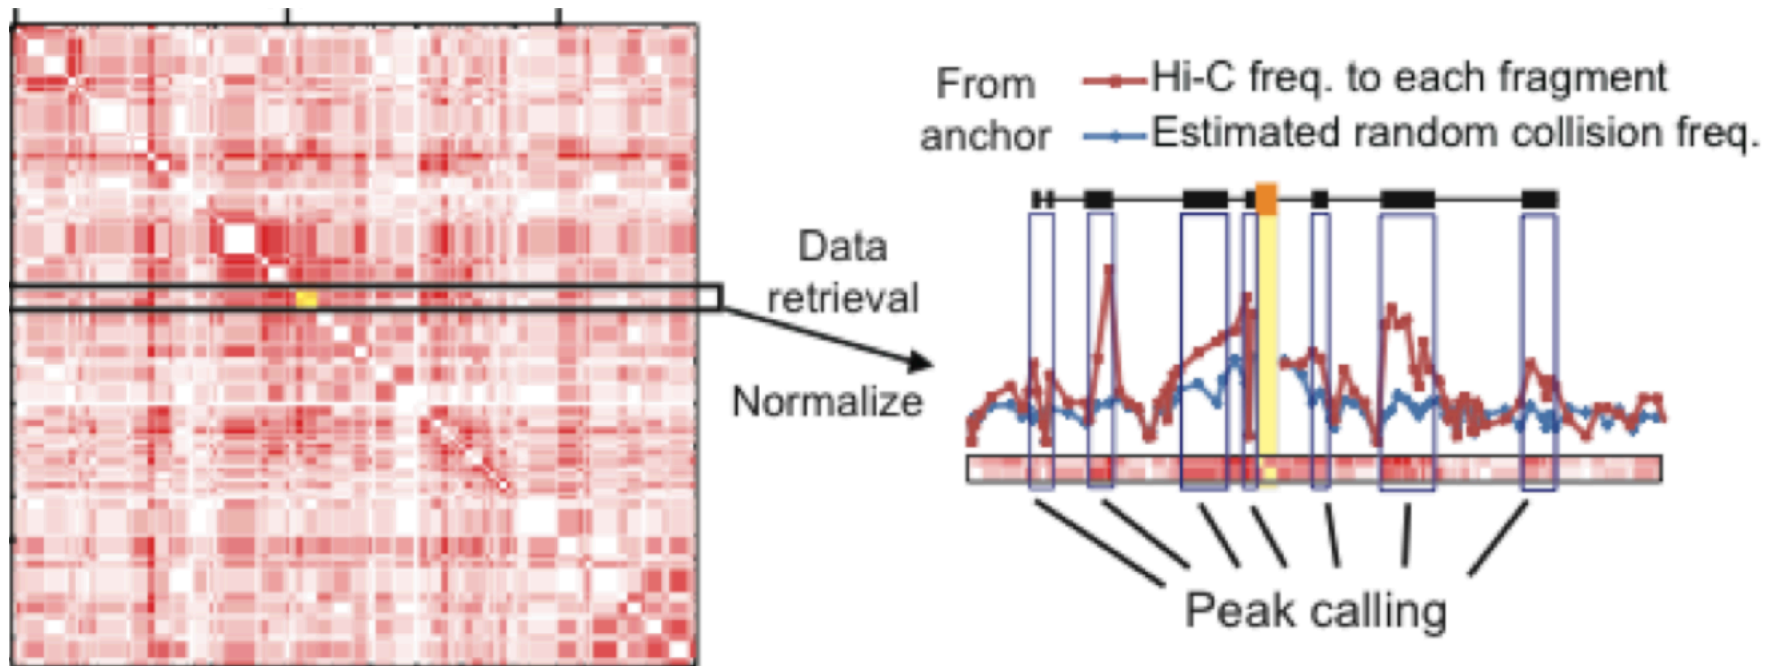 From
anchor
Hi-C freq. to each fragment
Estimated random collision freq.
Data
retrieval
Normalize
Peak calling